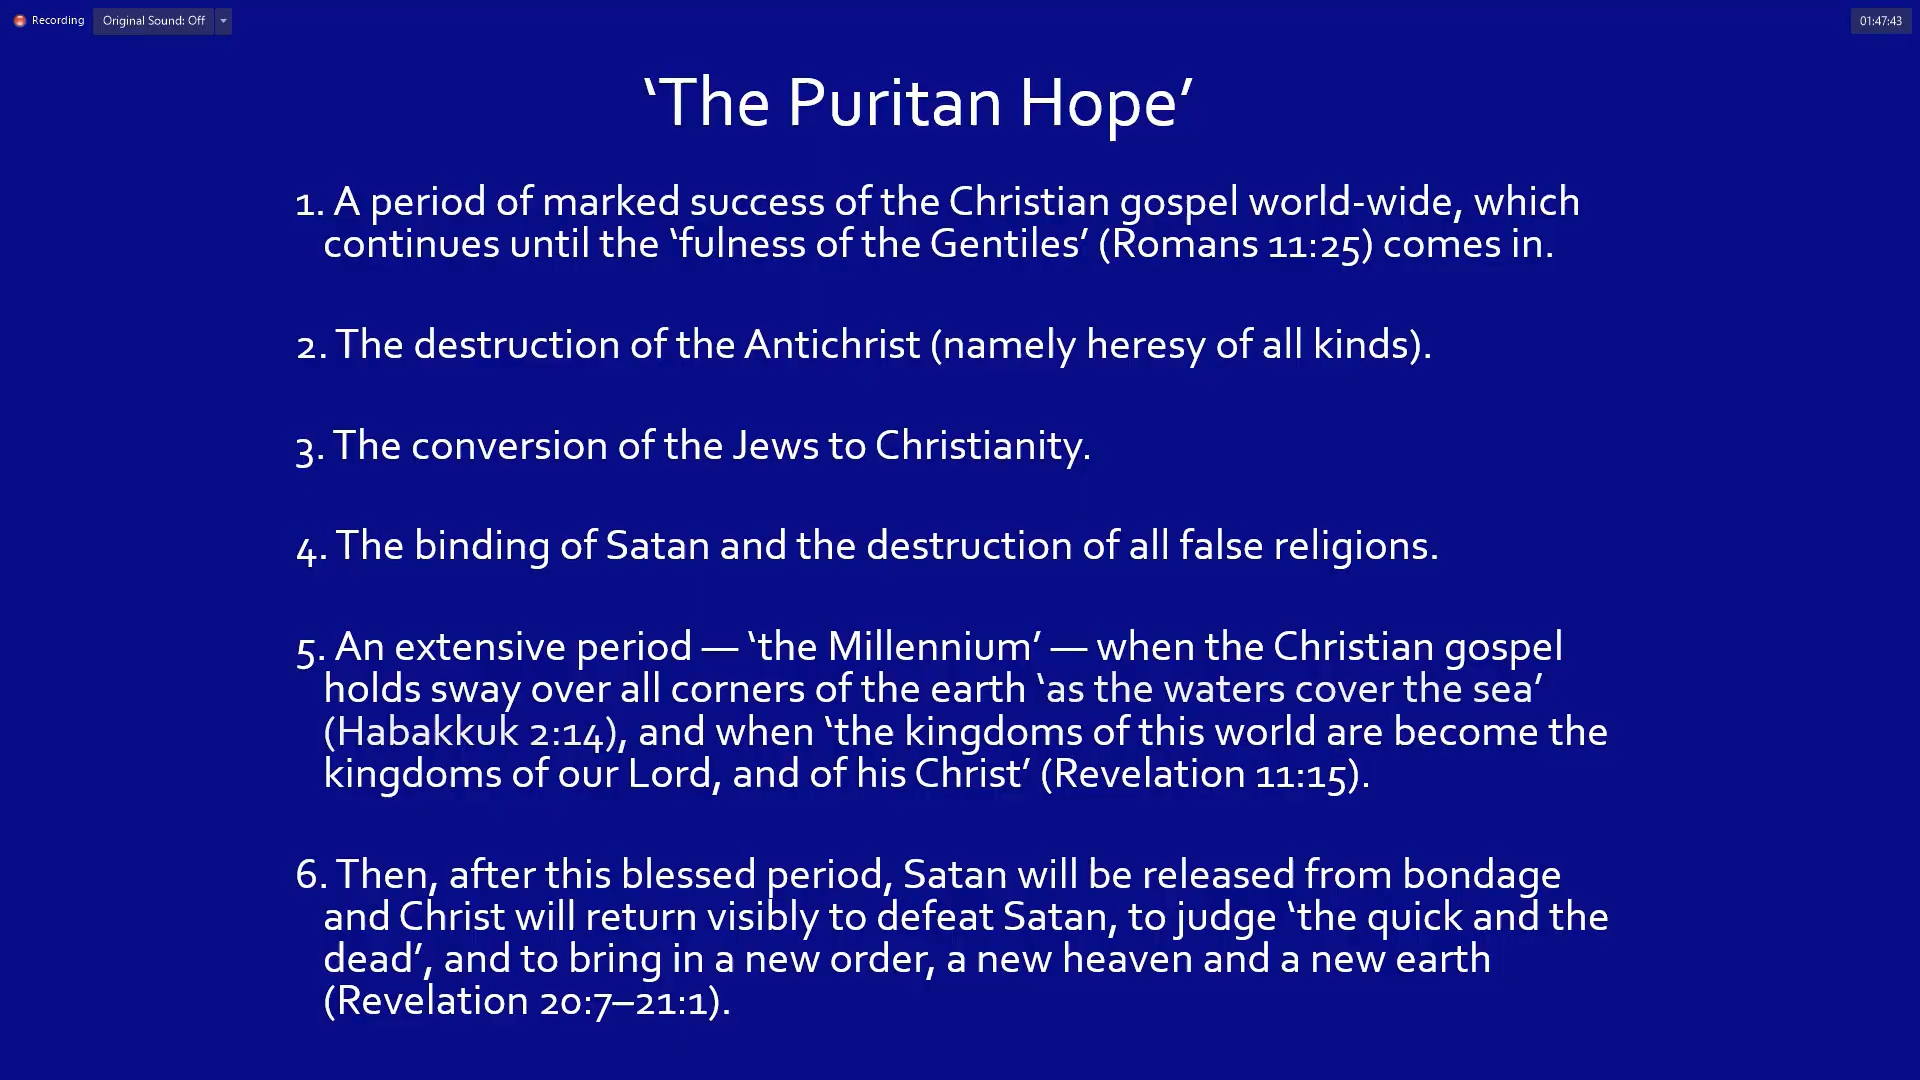 Recording
Original Sound: Off
01:47:43
‘The Puritan Hope’
1. A period of marked success of the Christian gospel world-wide, which
continues until the ‘fulness of the Gentiles’ (Romans 11:25) comes in.
2. The destruction of the Antichrist (namely heresy of all kinds).
3. The conversion of the Jews to Christianity.
4. The binding of Satan and the destruction of all false religions.
5. An extensive period — ‘the Millennium’ — when the Christian gospel
holds sway over all corners of the earth ‘as the waters cover the sea’
(Habakkuk 2:14), and when ‘the kingdoms of this world are become the
kingdoms of our Lord, and of his Christ’ (Revelation 11:15).
6. Then, after this blessed period, Satan will be released from bondage
and Christ will return visibly to defeat Satan, to judge ‘the quick and the
dead’, and to bring in a new order, a new heaven and a new earth
(Revelation 20:7–21:1).